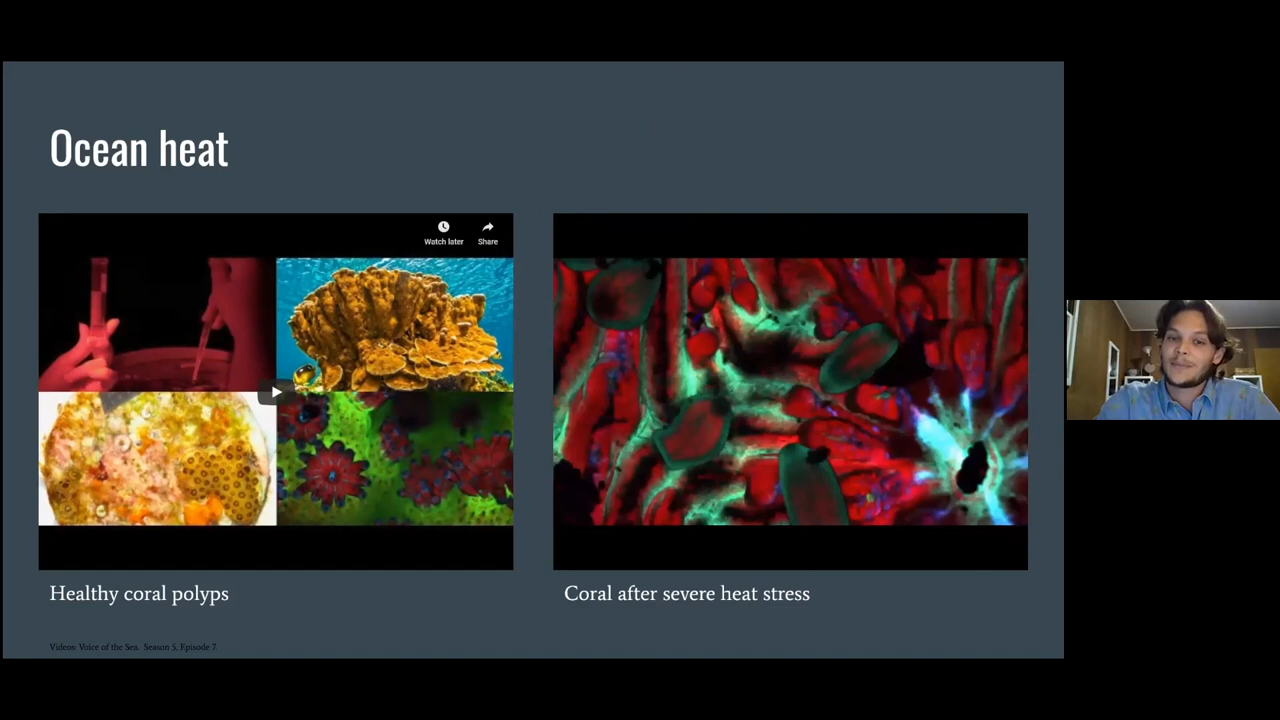 Ocean heat
Watch later
Share
Healthy coral polyps
Coral after severe heat stress
Videos: Voice of the Sea. Season 5, Episode 7.